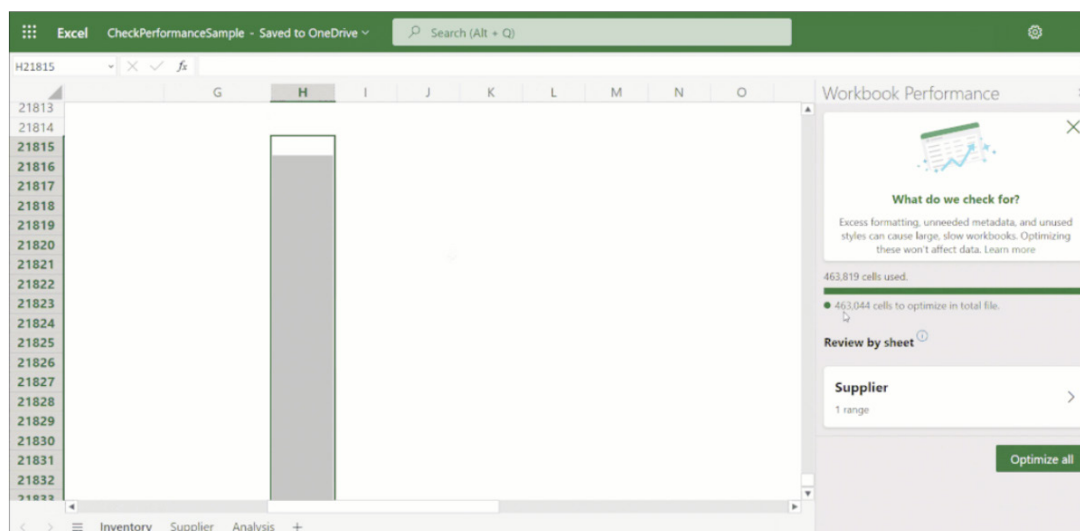 Excel CheckPerformanceSample - Saved to OneDrive Search (Alt + Q)
H21815 fx
G H I J K L M N O
21813
21814
21815
21816
21817
21818
21819
21820
21821
21822
21823
21824
21825
21826
21827
21828
21829
21830
21831
21832
21833
Workbook Performance
What do we check for?
Excess formatting, unneeded metadata, and unused
styles can cause large, slow workbooks. Optimizing
these won't affect data. Learn more
463,819 cells used.
463,044 cells to optimize in total file.
Review by sheet
Supplier
1 range
Optimize all
Inventory Supplier Analysis +